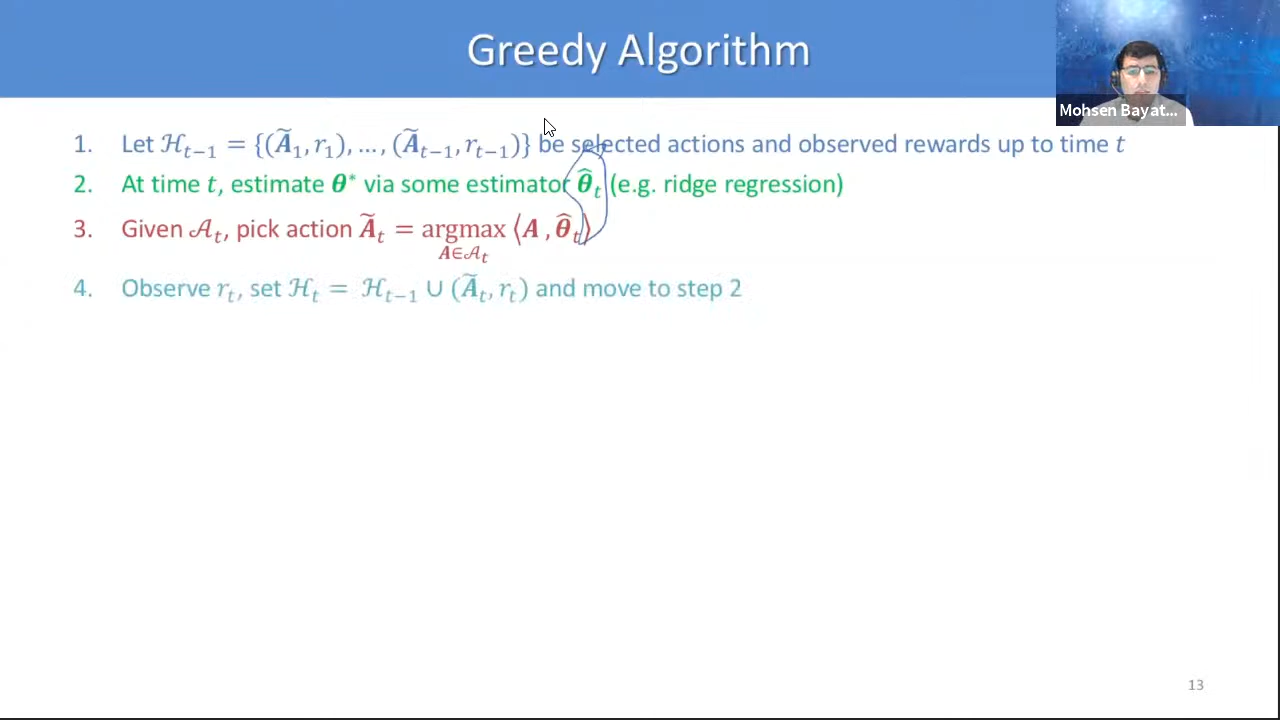 Greedy Algorithm
Mohsen Bayat...
1. Let ℋ_{t−1} = {(Ã_1, r_1), …, (Ã_{t−1}, r_{t−1})} be selected actions and observed rewards up to time t
2. At time t, estimate θ* via some estimator θ̂_t (e.g. ridge regression)
3. Given 𝒜_t, pick action Ã_t = argmax_{A∈𝒜_t} ⟨A , θ̂_t⟩
4. Observe r_t, set ℋ_t = ℋ_{t−1} ∪ (Ã_t, r_t) and move to step 2
13